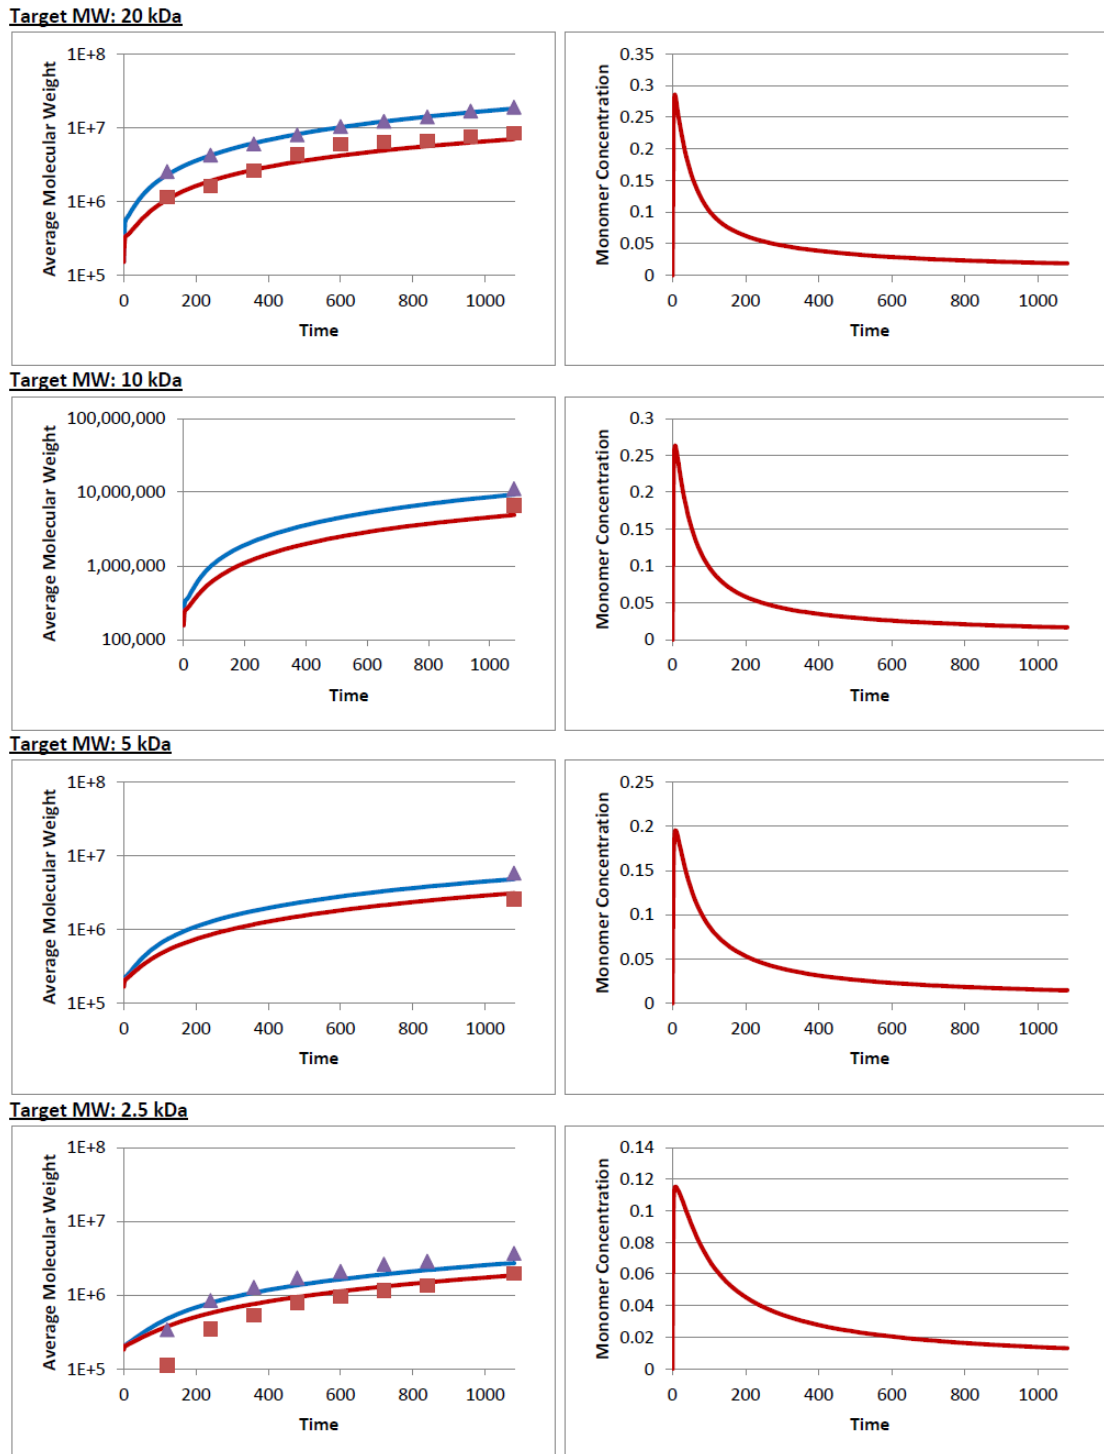 Target MW: 20 kDa
Average Molecular Weight
1E+8
1E+7
1E+6
1E+5
0 200 400 600 800 1000
Time
Monomer Concentration
0.35
0.3
0.25
0.2
0.15
0.1
0.05
0
0 200 400 600 800 1000
Time
Target MW: 10 kDa
Average Molecular Weight
100,000,000
10,000,000
1,000,000
100,000
0 200 400 600 800 1000
Time
Monomer Concentration
0.3
0.25
0.2
0.15
0.1
0.05
0
0 200 400 600 800 1000
Time
Target MW: 5 kDa
Average Molecular Weight
1E+8
1E+7
1E+6
1E+5
0 200 400 600 800 1000
Time
Monomer Concentration
0.25
0.2
0.15
0.1
0.05
0
0 200 400 600 800 1000
Time
Target MW: 2.5 kDa
Average Molecular Weight
1E+8
1E+7
1E+6
1E+5
0 200 400 600 800 1000
Time
Monomer Concentration
0.14
0.12
0.1
0.08
0.06
0.04
0.02
0
0 200 400 600 800 1000
Time